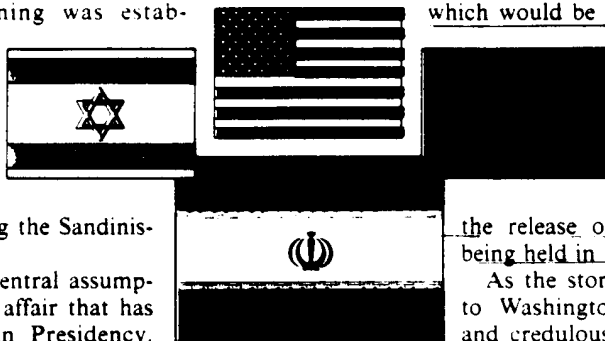 ning was estab-
g the Sandinis-
entral assump-
affair that has
n Presidency.
which would be
the release o
being held in
As the stor
to Washingto
and credulous